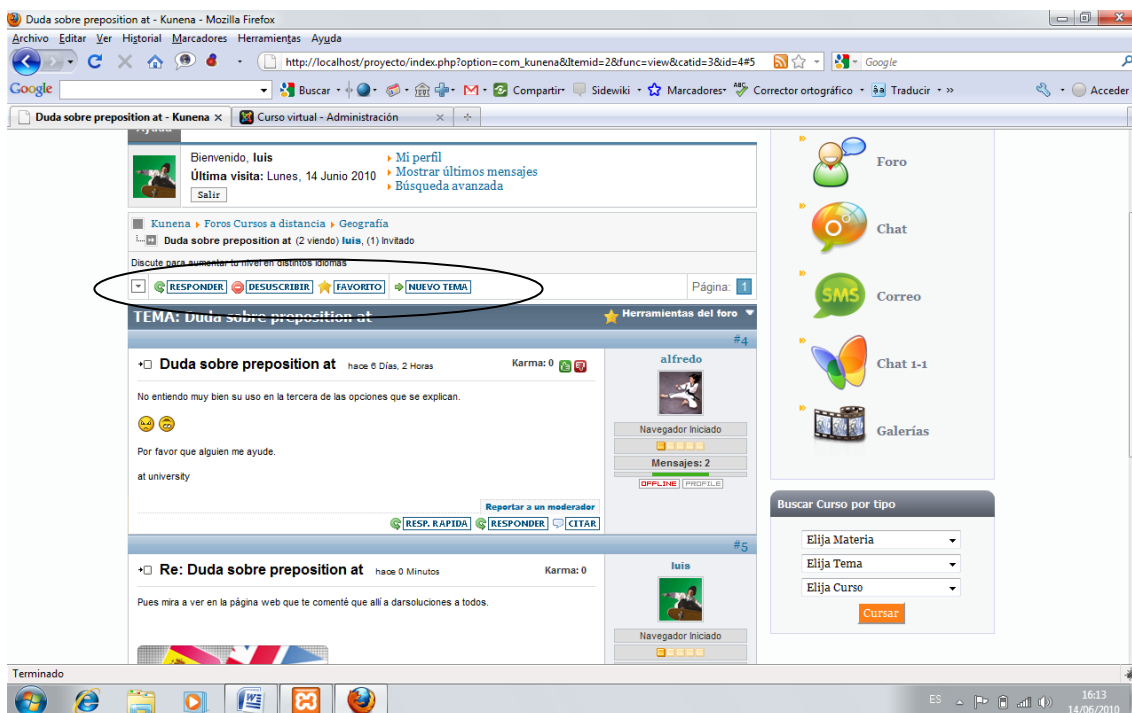 Duda sobre preposition at - Kunena - Mozilla Firefox
Archivo Editar Ver Historial Marcadores Herramientas Ayuda
http://localhost/proyecto/index.php?option=com_kunena&Itemid=2&func=view&catid=3&id=4#5 Google
Google Buscar Compartir Sidewiki Marcadores Corrector ortográfico Traducir » Acceder
Duda sobre preposition at - Kunena Curso virtual - Administración
Ayuda
Bienvenido, luis
Última visita: Lunes, 14 Junio 2010
Salir
Mi perfil
Mostrar últimos mensajes
Búsqueda avanzada
Kunena Foros Cursos a distancia Geografía
Duda sobre preposition at (2 viendo) luis, (1) Invitado
Discute para aumentar tu nivel en distintos idiomas
RESPONDER DESUSCRIBIR FAVORITO NUEVO TEMA Página: 1
TEMA: Duda sobre preposition at Herramientas del foro
#4
Duda sobre preposition at hace 6 Días, 2 Horas Karma: 0
No entiendo muy bien su uso en la tercera de las opciones que se explican.
Por favor que alguien me ayude.
at university
Reportar a un moderador
RESP. RAPIDA RESPONDER CITAR
alfredo
Navegador Iniciado
Mensajes: 2
OFFLINE PROFILE
#5
Re: Duda sobre preposition at hace 0 Minutos Karma: 0
Pues mira a ver en la página web que te comenté que allí a darsoluciones a todos.
luis
Navegador Iniciado
Foro
Chat
SMS Correo
Chat 1-1
Galerías
Buscar Curso por tipo
Elija Materia
Elija Tema
Elija Curso
Cursar
Terminado
ES 16:13
14/06/2010